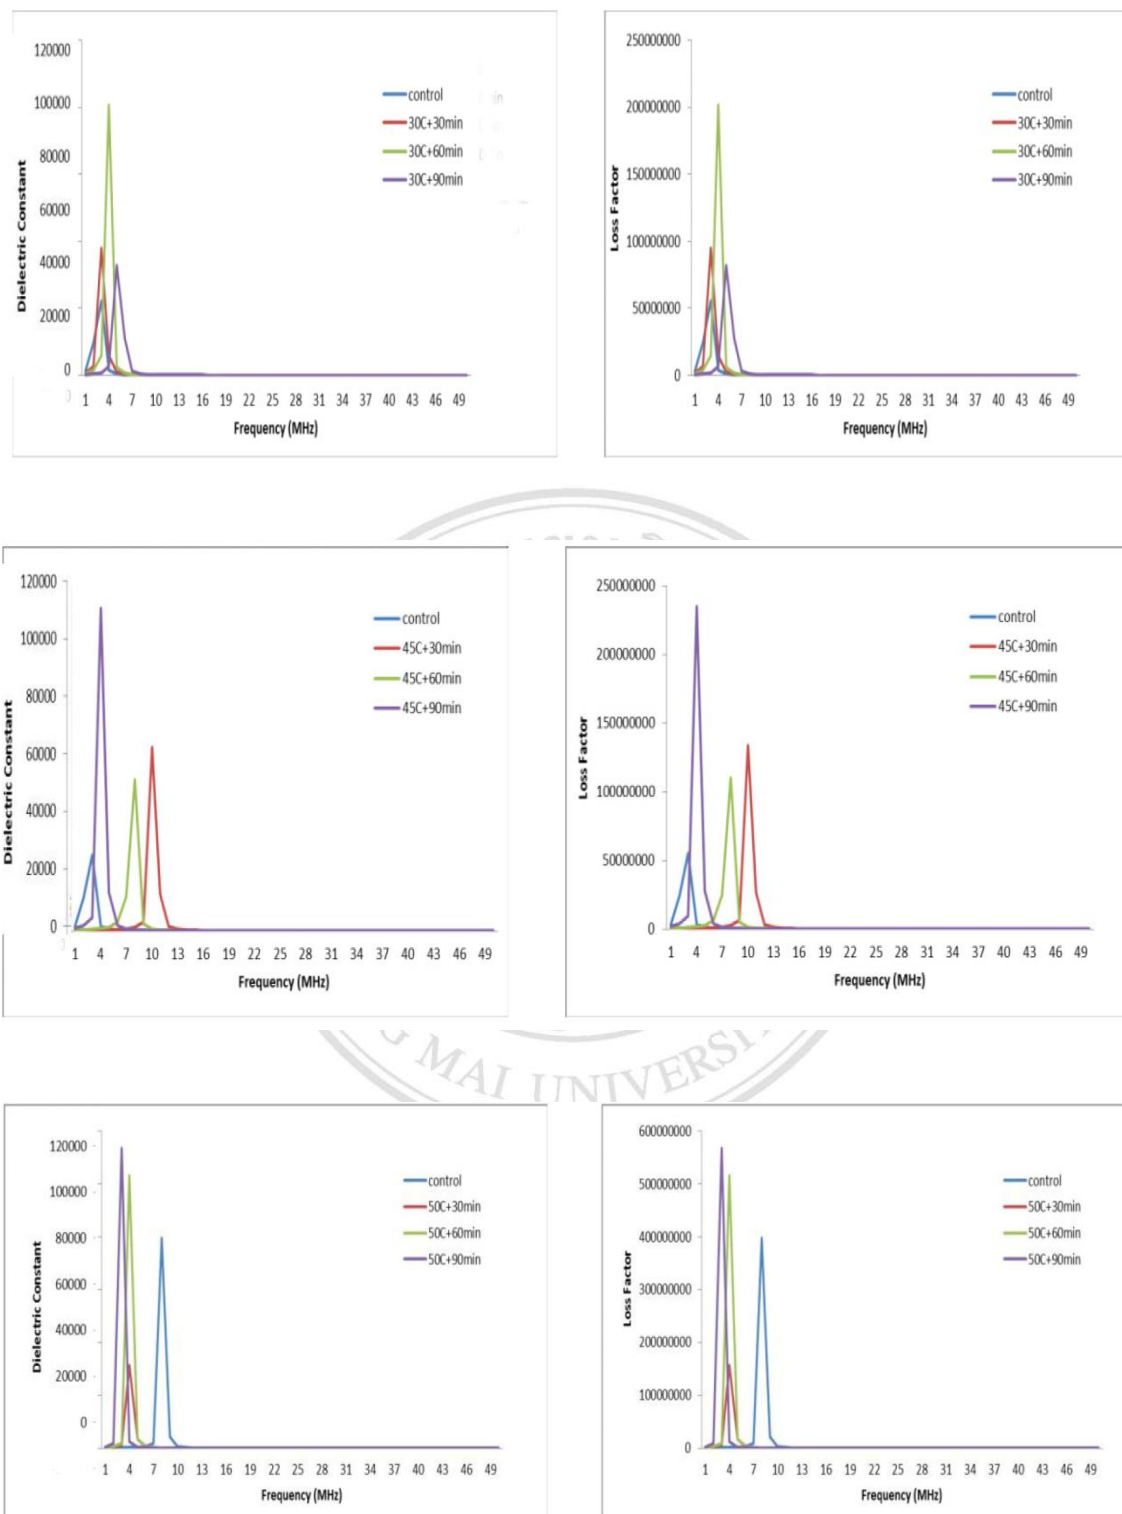 120000
100000
80000
60000
40000
20000
0
Dielectric Constant
control
30C+30min
30C+60min
30C+90min
1 4 7 10 13 16 19 22 25 28 31 34 37 40 43 46 49
Frequency (MHz)
250000000
200000000
150000000
100000000
50000000
0
Loss Factor
control
30C+30min
30C+60min
30C+90min
1 4 7 10 13 16 19 22 25 28 31 34 37 40 43 46 49
Frequency (MHz)
120000
100000
80000
60000
40000
20000
0
Dielectric Constant
control
45C+30min
45C+60min
45C+90min
1 4 7 10 13 16 19 22 25 28 31 34 37 40 43 46 49
Frequency (MHz)
250000000
200000000
150000000
100000000
50000000
0
Loss Factor
control
45C+30min
45C+60min
45C+90min
1 4 7 10 13 16 19 22 25 28 31 34 37 40 43 46 49
Frequency (MHz)
G MAI UNIVERSI
120000
100000
80000
60000
40000
20000
0
Dielectric Constant
control
50C+30min
50C+60min
50C+90min
1 4 7 10 13 16 19 22 25 28 31 34 37 40 43 46 49
Frequency (MHz)
600000000
500000000
400000000
300000000
200000000
100000000
0
Loss Factor
control
50C+30min
50C+60min
50C+90min
1 4 7 10 13 16 19 22 25 28 31 34 37 40 43 46 49
Frequency (MHz)